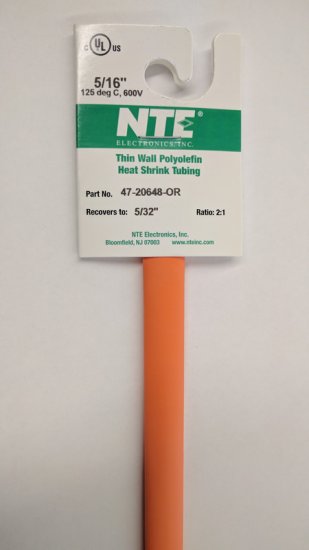 c UL US
5/16"
125 deg C, 600V
NTE
ELECTRONICS, INC.
Thin Wall Polyolefin
Heat Shrink Tubing
Part No. 47-20648-OR
Recovers to: 5/32" Ratio: 2:1
NTE Electronics, Inc.
Bloomfield, NJ 07003 www.nteinc.com